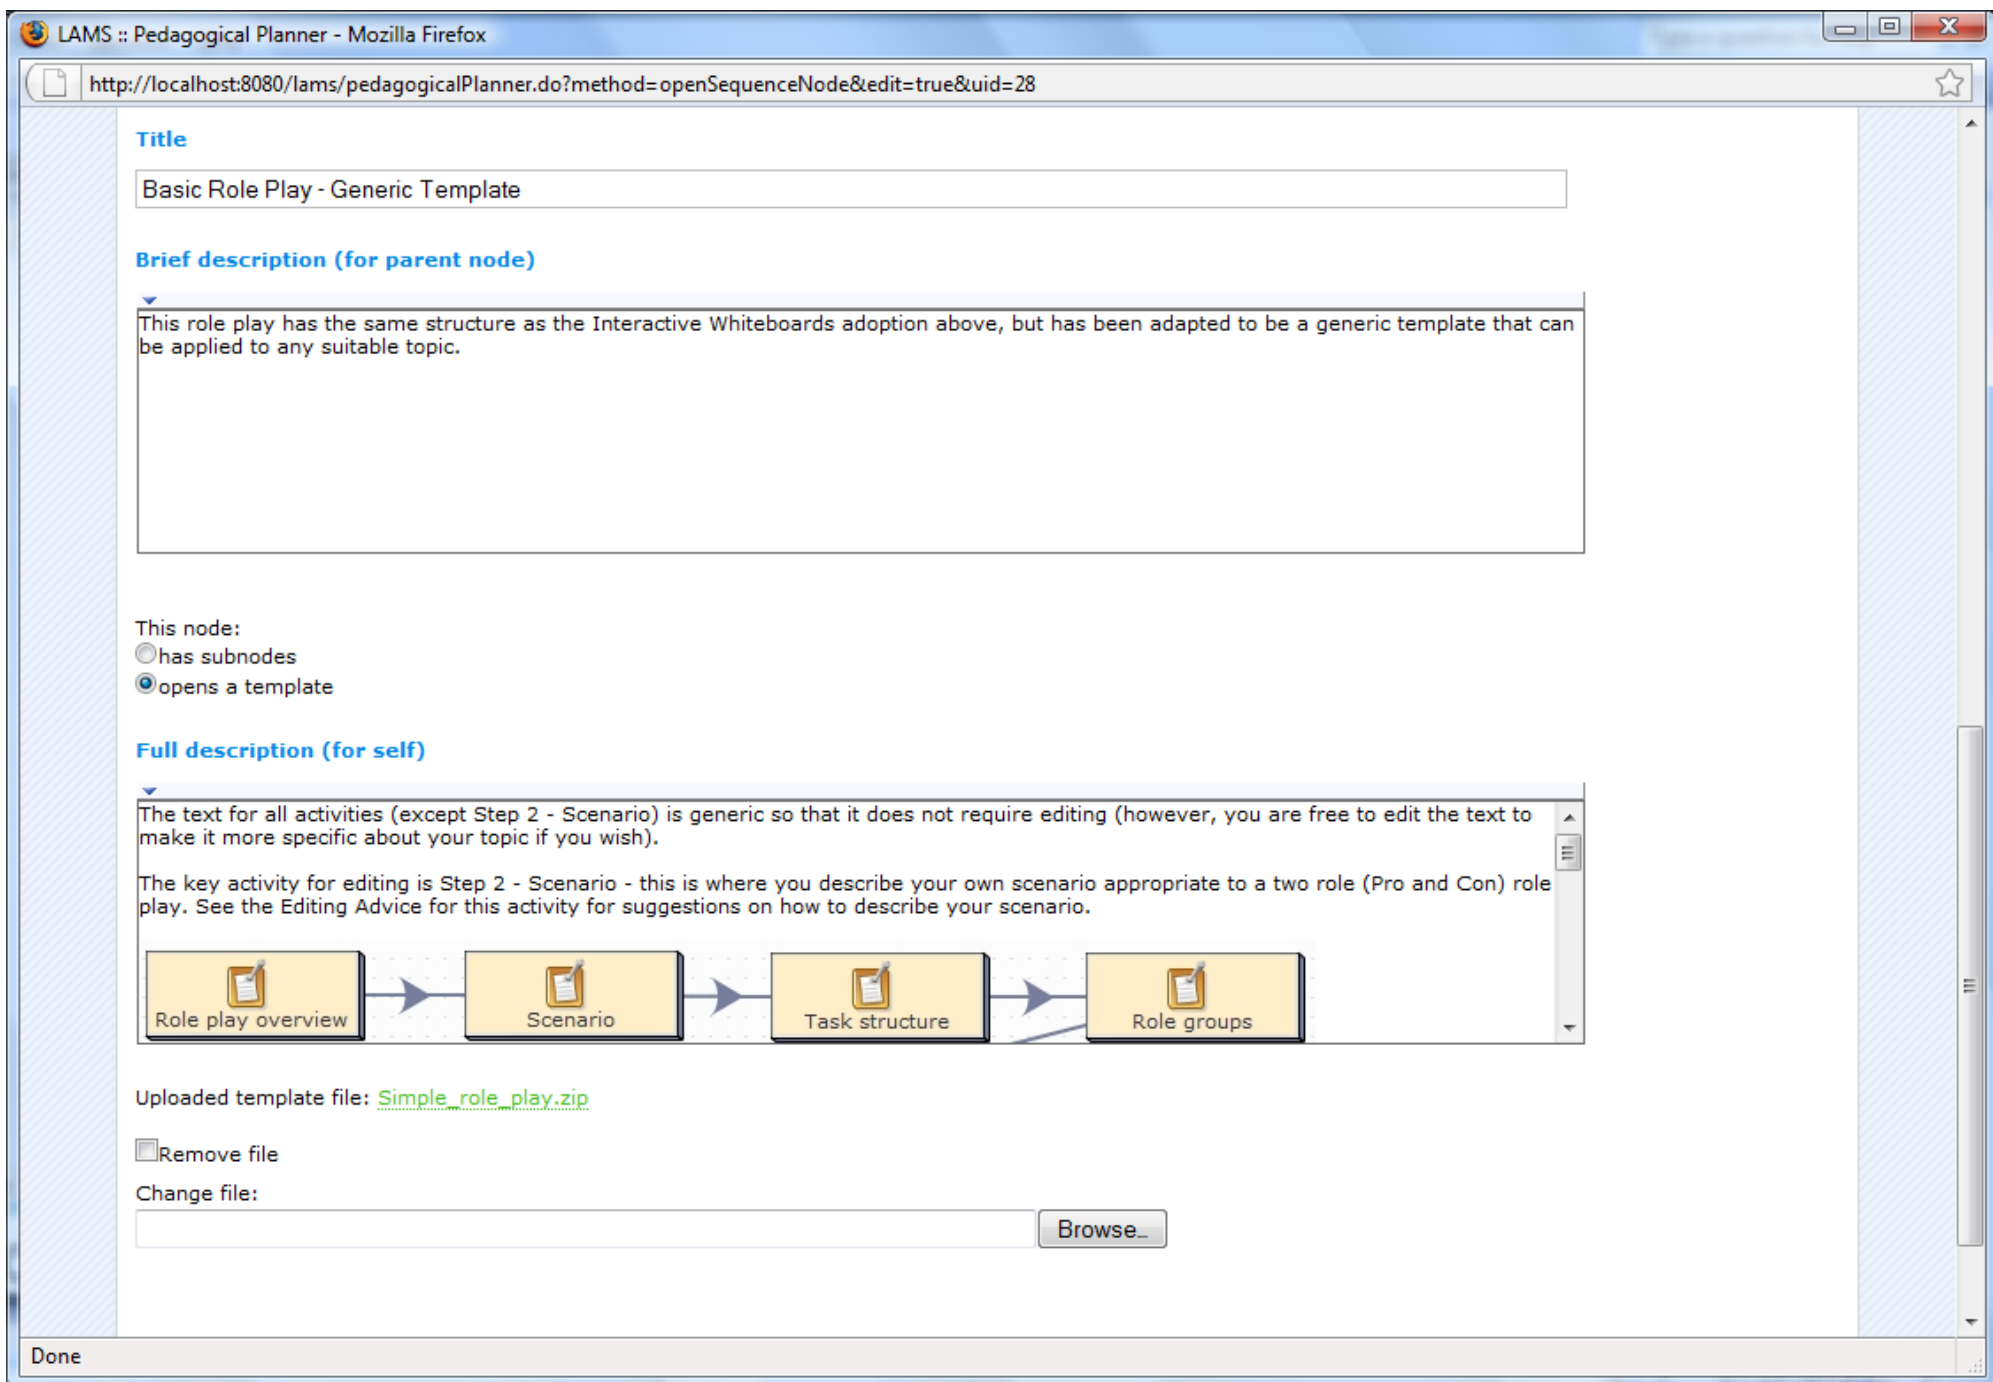 LAMS :: Pedagogical Planner - Mozilla Firefox
http://localhost:8080/lams/pedagogicalPlanner.do?method=openSequenceNode&edit=true&uid=28
Title
Basic Role Play - Generic Template
Brief description (for parent node)
This role play has the same structure as the Interactive Whiteboards adoption above, but has been adapted to be a generic template that can
be applied to any suitable topic.
This node:
has subnodes
opens a template
Full description (for self)
The text for all activities (except Step 2 - Scenario) is generic so that it does not require editing (however, you are free to edit the text to
make it more specific about your topic if you wish).
The key activity for editing is Step 2 - Scenario - this is where you describe your own scenario appropriate to a two role (Pro and Con) role
play. See the Editing Advice for this activity for suggestions on how to describe your scenario.
Role play overview
Scenario
Task structure
Role groups
Uploaded template file: Simple_role_play.zip
Remove file
Change file:
Browse...
Done